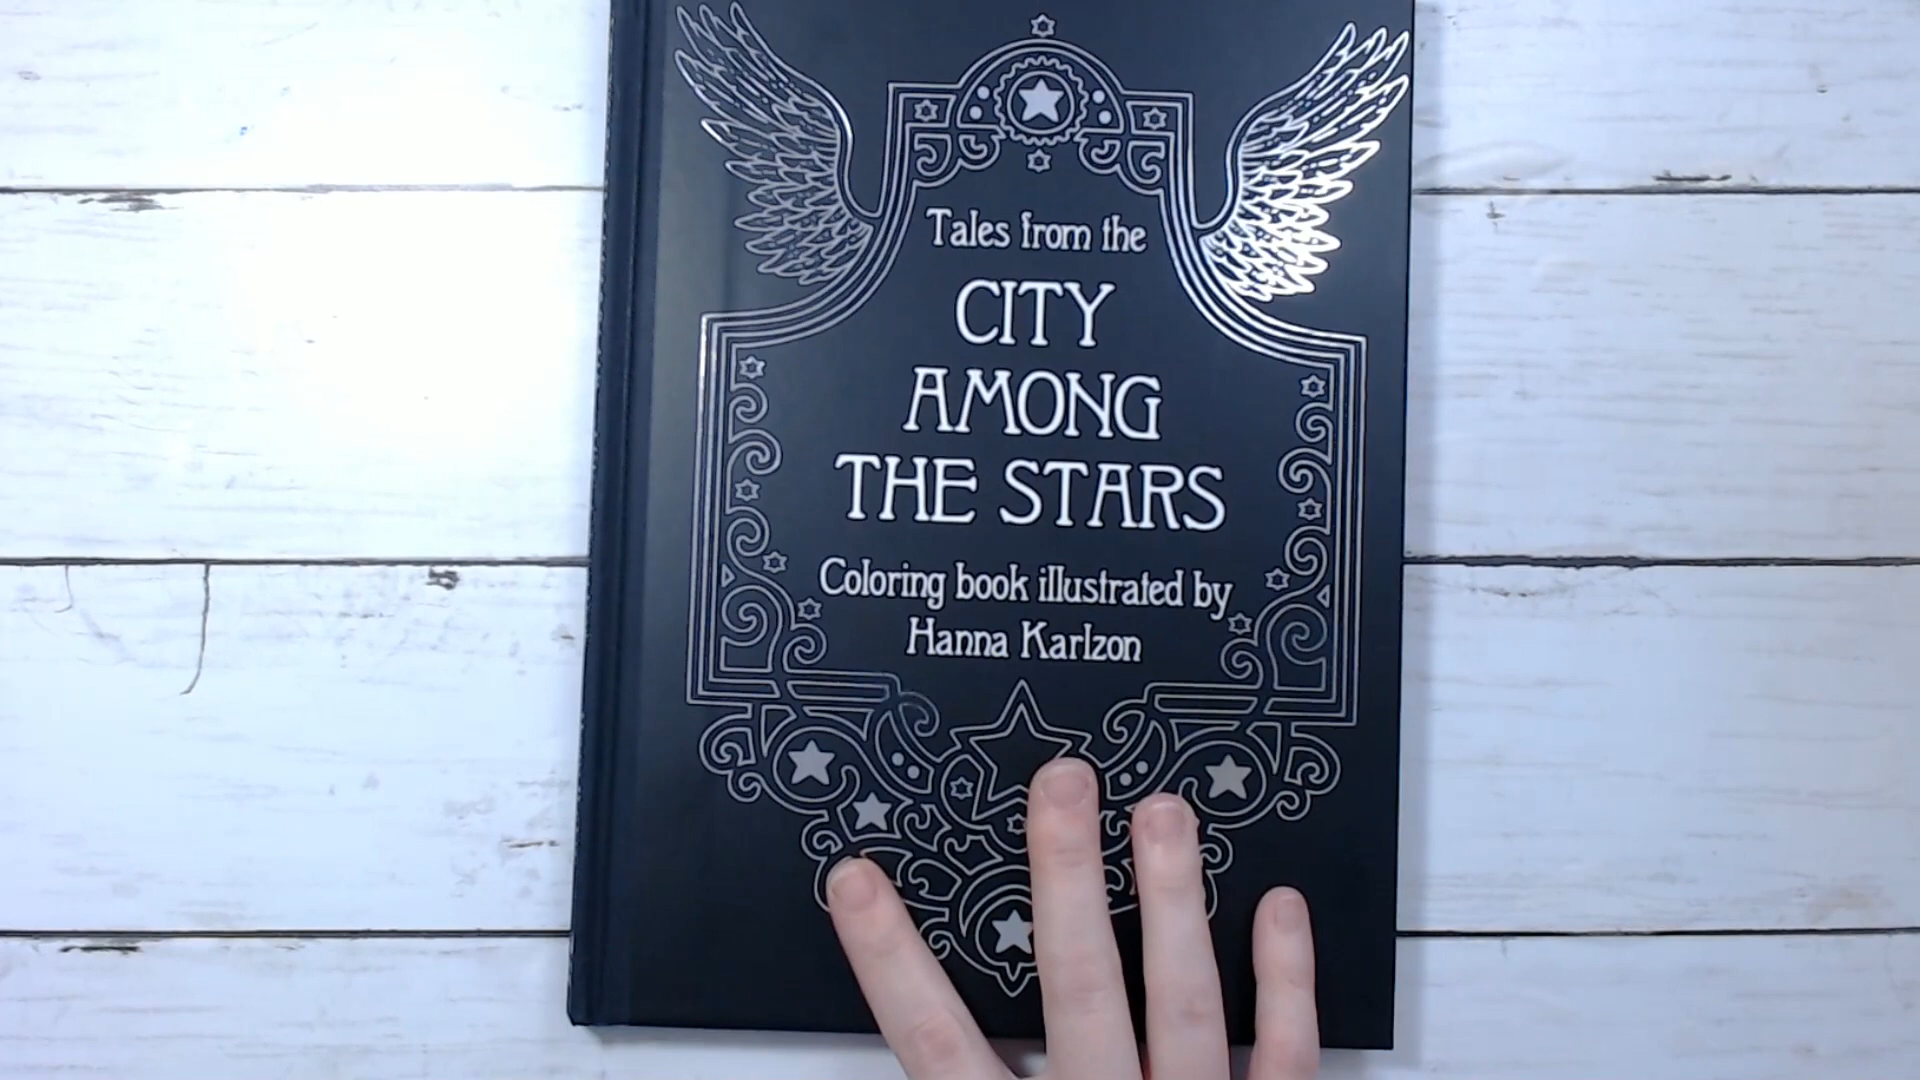 Tales from the
CITY
AMONG
THE STARS
Coloring book illustrated by
Hanna Karlzon